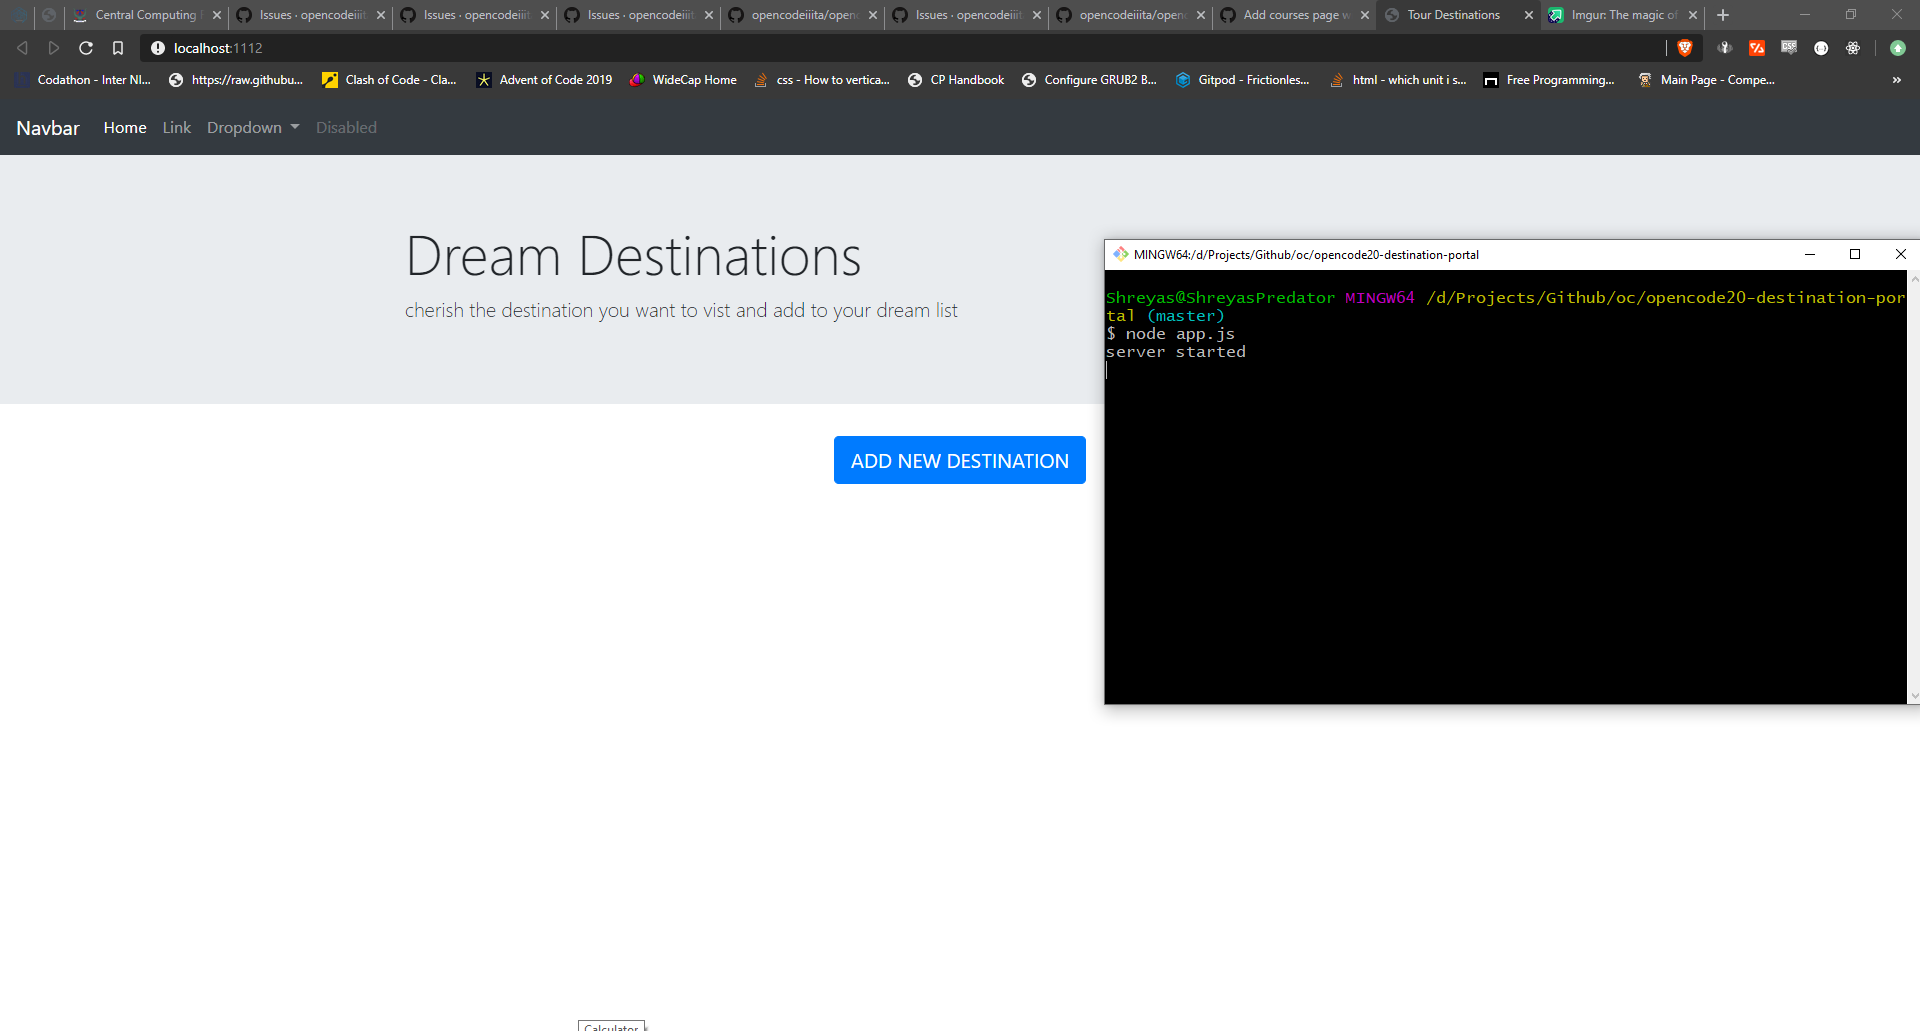 Central Computing
Issues · opencodeiiit
Issues · opencodeiiit
Issues · opencodeiiit
opencodeiiita/open
Issues · opencodeiiit
opencodeiiita/open
Add courses page w
Tour Destinations
Imgur: The magic of
localhost:1112
Codathon - Inter NI...
https://raw.githubu...
Clash of Code - Cla...
Advent of Code 2019
WideCap Home
css - How to vertica...
CP Handbook
Configure GRUB2 B...
Gitpod - Frictionles...
html - which unit i s...
Free Programming...
Main Page - Compe...
»
Navbar Home Link Dropdown Disabled
Dream Destinations
cherish the destination you want to vist and add to your dream list
ADD NEW DESTINATION
MINGW64:/d/Projects/Github/oc/opencode20-destination-portal
Shreyas@ShreyasPredator MINGW64 /d/Projects/Github/oc/opencode20-destination-por
tal (master)
$ node app.js
server started
Calculator